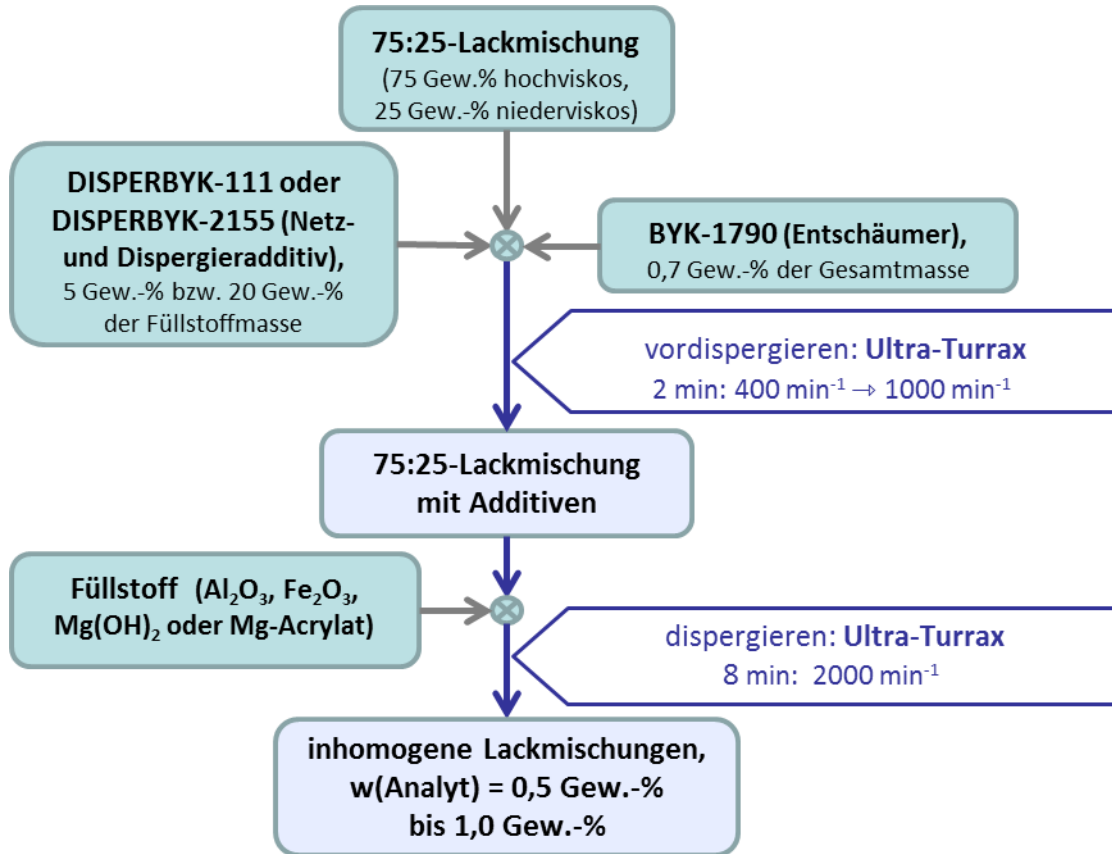 75:25-Lackmischung
(75 Gew.% hochviskos,
25 Gew.-% niederviskos)
DISPERBYK-111 oder
DISPERBYK-2155 (Netz-
und Dispergieradditiv),
5 Gew.-% bzw. 20 Gew.-%
der Füllstoffmasse
BYK-1790 (Entschäumer),
0,7 Gew.-% der Gesamtmasse
vordispergieren: Ultra-Turrax
2 min: 400 min⁻¹ → 1000 min⁻¹
75:25-Lackmischung
mit Additiven
Füllstoff (Al₂O₃, Fe₂O₃,
Mg(OH)₂ oder Mg-Acrylat)
dispergieren: Ultra-Turrax
8 min: 2000 min⁻¹
inhomogene Lackmischungen,
w(Analyt) = 0,5 Gew.-%
bis 1,0 Gew.-%